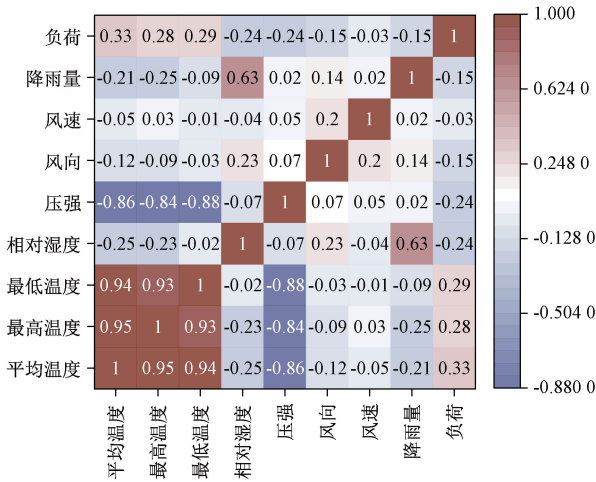 负荷 0.33 0.28 0.29 -0.24 -0.24 -0.15 -0.03 -0.15 1
降雨量 -0.21 -0.25 -0.09 0.63 0.02 0.14 0.02 1 -0.15
风速 -0.05 0.03 -0.01 -0.04 0.05 0.2 1 0.02 -0.03
风向 -0.12 -0.09 -0.03 0.23 0.07 1 0.2 0.14 -0.15
压强 -0.86 -0.84 -0.88 -0.07 1 0.07 0.05 0.02 -0.24
相对湿度 -0.25 -0.23 -0.02 1 -0.07 0.23 -0.04 0.63 -0.24
最低温度 0.94 0.93 1 -0.02 -0.88 -0.03 -0.01 -0.09 0.29
最高温度 0.95 1 0.93 -0.23 -0.84 -0.09 0.03 -0.25 0.28
平均温度 1 0.95 0.94 -0.25 -0.86 -0.12 -0.05 -0.21 0.33
平均温度
最高温度
最低温度
相对湿度
压强
风向
风速
降雨量
负荷
1.000
0.624 0
0.248 0
-0.128 0
-0.504 0
-0.880 0